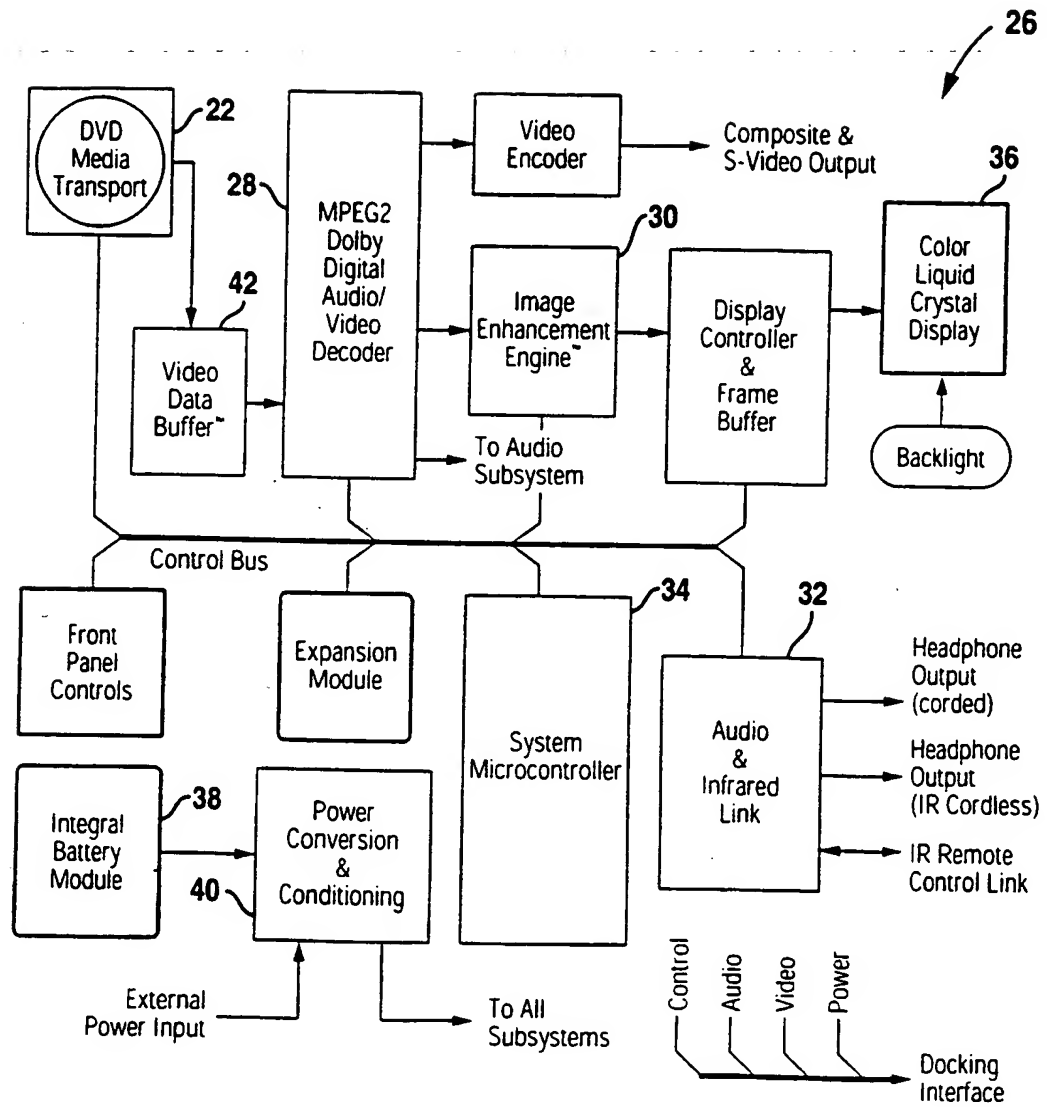 26
DVD
Media
Transport
22
28
MPEG2
Dolby
Digital
Audio/
Video
Decoder
Video
Encoder
Composite &
S-Video Output
36
Color
Liquid
Crystal
Display
30
Image
Enhancement
Engine™
Display
Controller
&
Frame
Buffer
42
Video
Data
Buffer™
To Audio
Subsystem
Backlight
Control Bus
Front
Panel
Controls
Expansion
Module
34
System
Microcontroller
32
Audio
&
Infrared
Link
Headphone
Output
(corded)
Headphone
Output
(IR Cordless)
IR Remote
Control Link
Integral
Battery
Module
38
Power
Conversion
&
Conditioning
40
External
Power Input
To All
Subsystems
Control
Audio
Video
Power
Docking
Interface